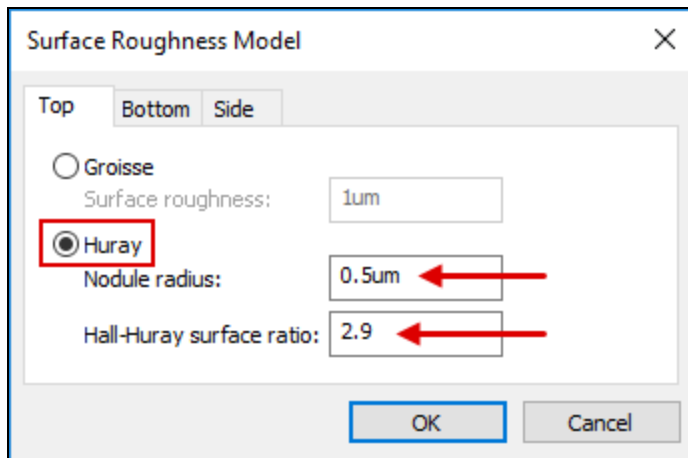 Surface Roughness Model
Top Bottom Side
Groisse
Surface roughness: 1um
Huray
Nodule radius: 0.5um
Hall-Huray surface ratio: 2.9
OK Cancel